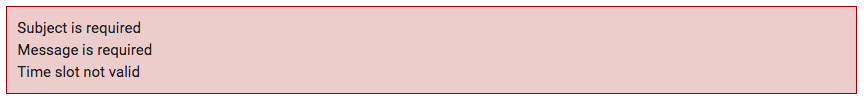 Subject is required
Message is required
Time slot not valid